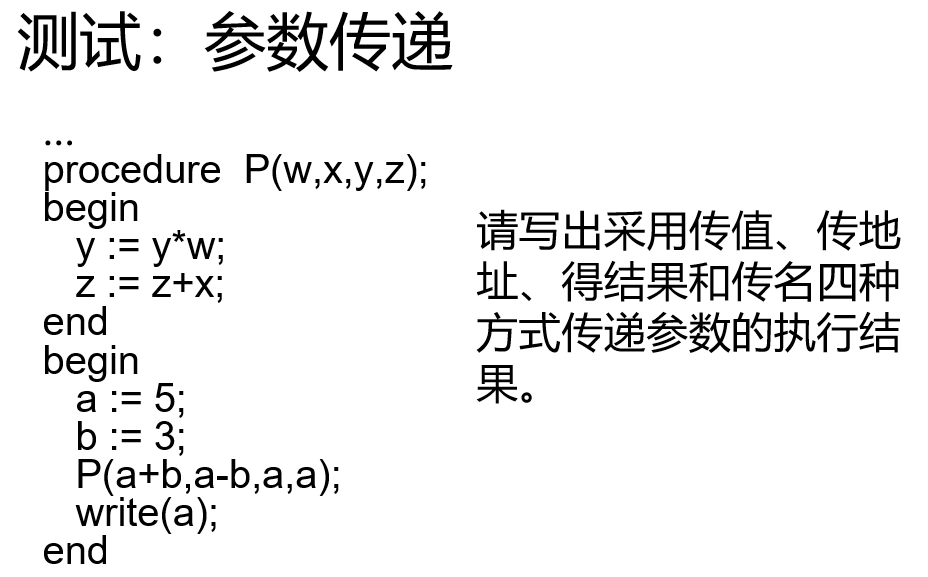 测试：参数传递
...
procedure P(w,x,y,z);
begin
y := y*w;
z := z+x;
end
begin
a := 5;
b := 3;
P(a+b,a-b,a,a);
write(a);
end
请写出采用传值、传地
址、得结果和传名四种
方式传递参数的执行结
果。